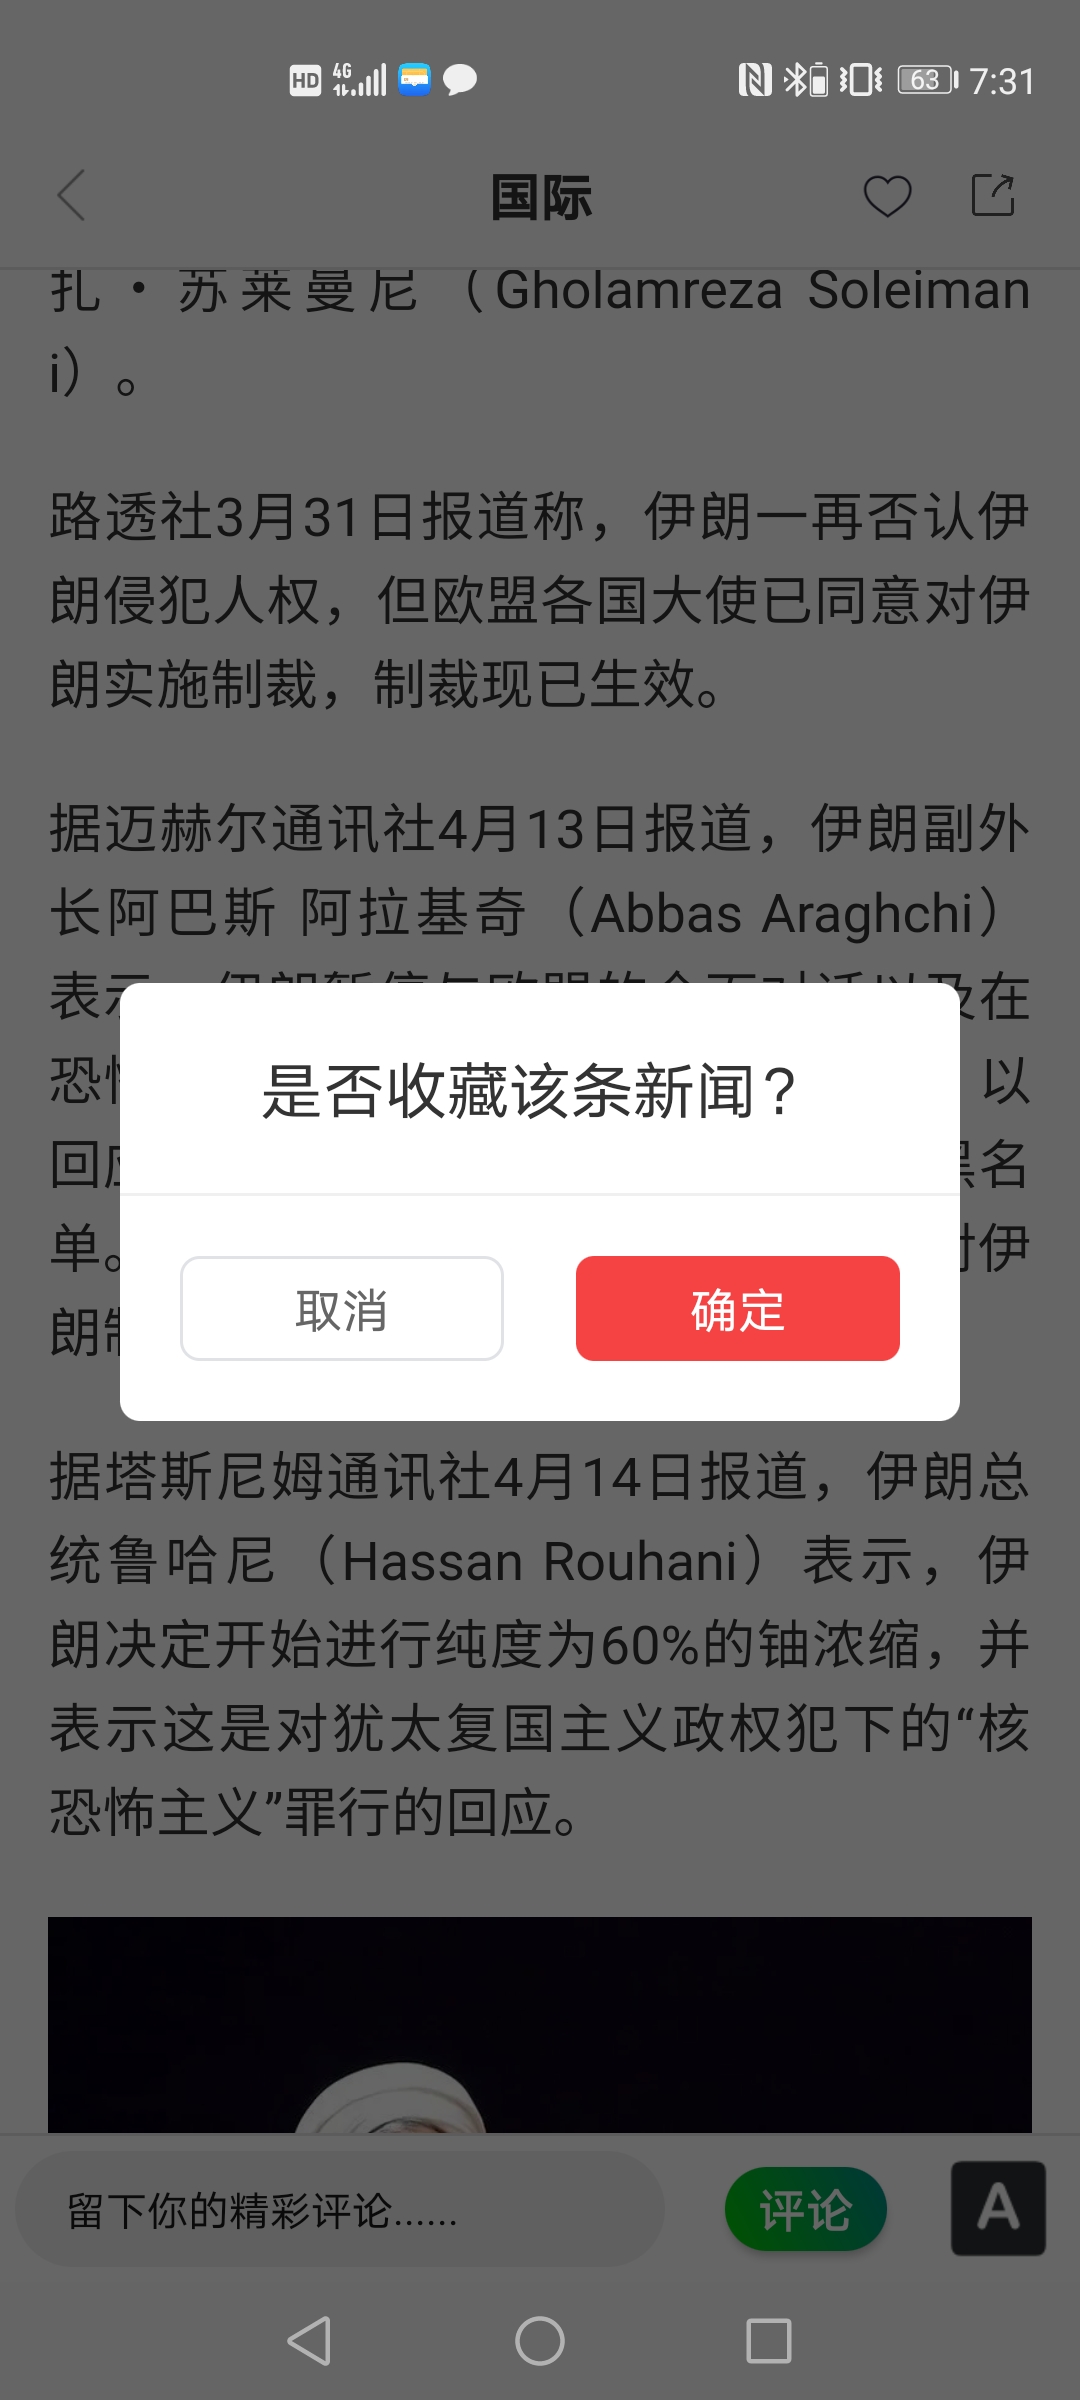 HD 4G 63 7:31
国际
扎·苏莱曼尼（Gholamreza Soleiman
i）。
路透社3月31日报道称，伊朗一再否认伊
朗侵犯人权，但欧盟各国大使已同意对伊
朗实施制裁，制裁现已生效。
据迈赫尔通讯社4月13日报道，伊朗副外
长阿巴斯 阿拉基奇（Abbas Araghchi）
表 在
恐 以
回 名
单。 伊
朗
是否收藏该条新闻？
取消 确定
据塔斯尼姆通讯社4月14日报道，伊朗总
统鲁哈尼（Hassan Rouhani）表示，伊
朗决定开始进行纯度为60%的铀浓缩，并
表示这是对犹太复国主义政权犯下的“核
恐怖主义”罪行的回应。
留下你的精彩评论...... 评论 A